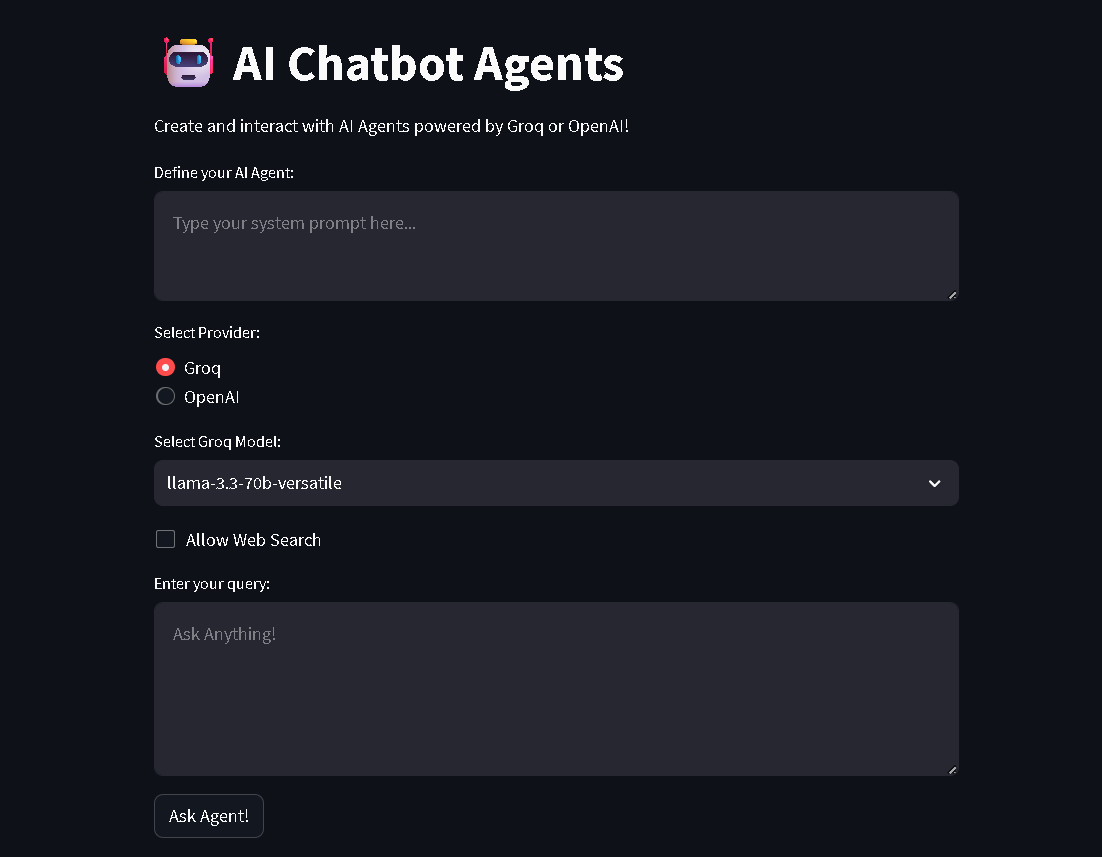 AI Chatbot Agents
Create and interact with AI Agents powered by Groq or OpenAI!
Define your AI Agent:
Type your system prompt here...
Select Provider:
Groq
OpenAI
Select Groq Model:
llama-3.3-70b-versatile
Allow Web Search
Enter your query:
Ask Anything!
Ask Agent!